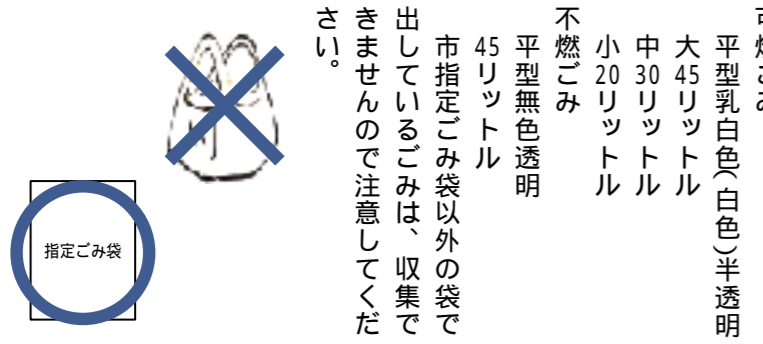 可燃ごみ
平型乳白色(白色)半透明
大45リットル
中30リットル
小20リットル
不燃ごみ
平型無色透明
45リットル
市指定ごみ袋以外の袋で
出しているごみは、収集で
きませんので注意してくだ
さい。
指定ごみ袋